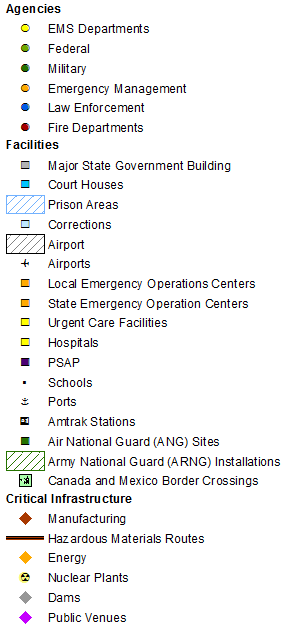 Agencies
EMS Departments
Federal
Military
Emergency Management
Law Enforcement
Fire Departments
Facilities
Major State Government Building
Court Houses
Prison Areas
Corrections
Airport
Airports
Local Emergency Operations Centers
State Emergency Operation Centers
Urgent Care Facilities
Hospitals
PSAP
Schools
Ports
Amtrak Stations
Air National Guard (ANG) Sites
Army National Guard (ARNG) Installations
Canada and Mexico Border Crossings
Critical Infrastructure
Manufacturing
Hazardous Materials Routes
Energy
Nuclear Plants
Dams
Public Venues